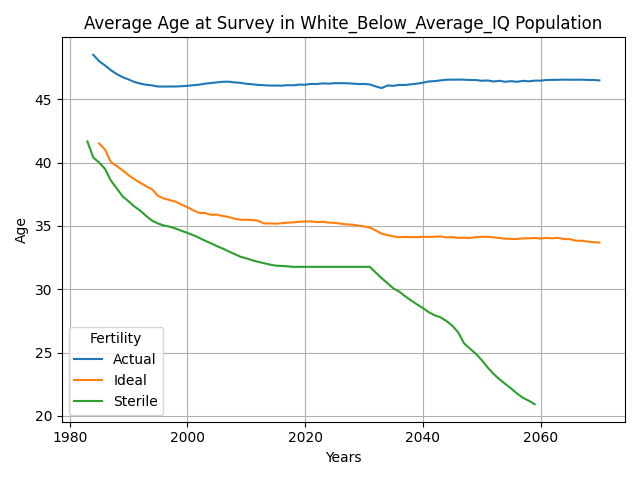 Average Age at Survey in White_Below_Average_IQ Population
Age
45
40
35
30
25
20
Fertility
Actual
Ideal
Sterile
1980
2000
2020
2040
2060
Years